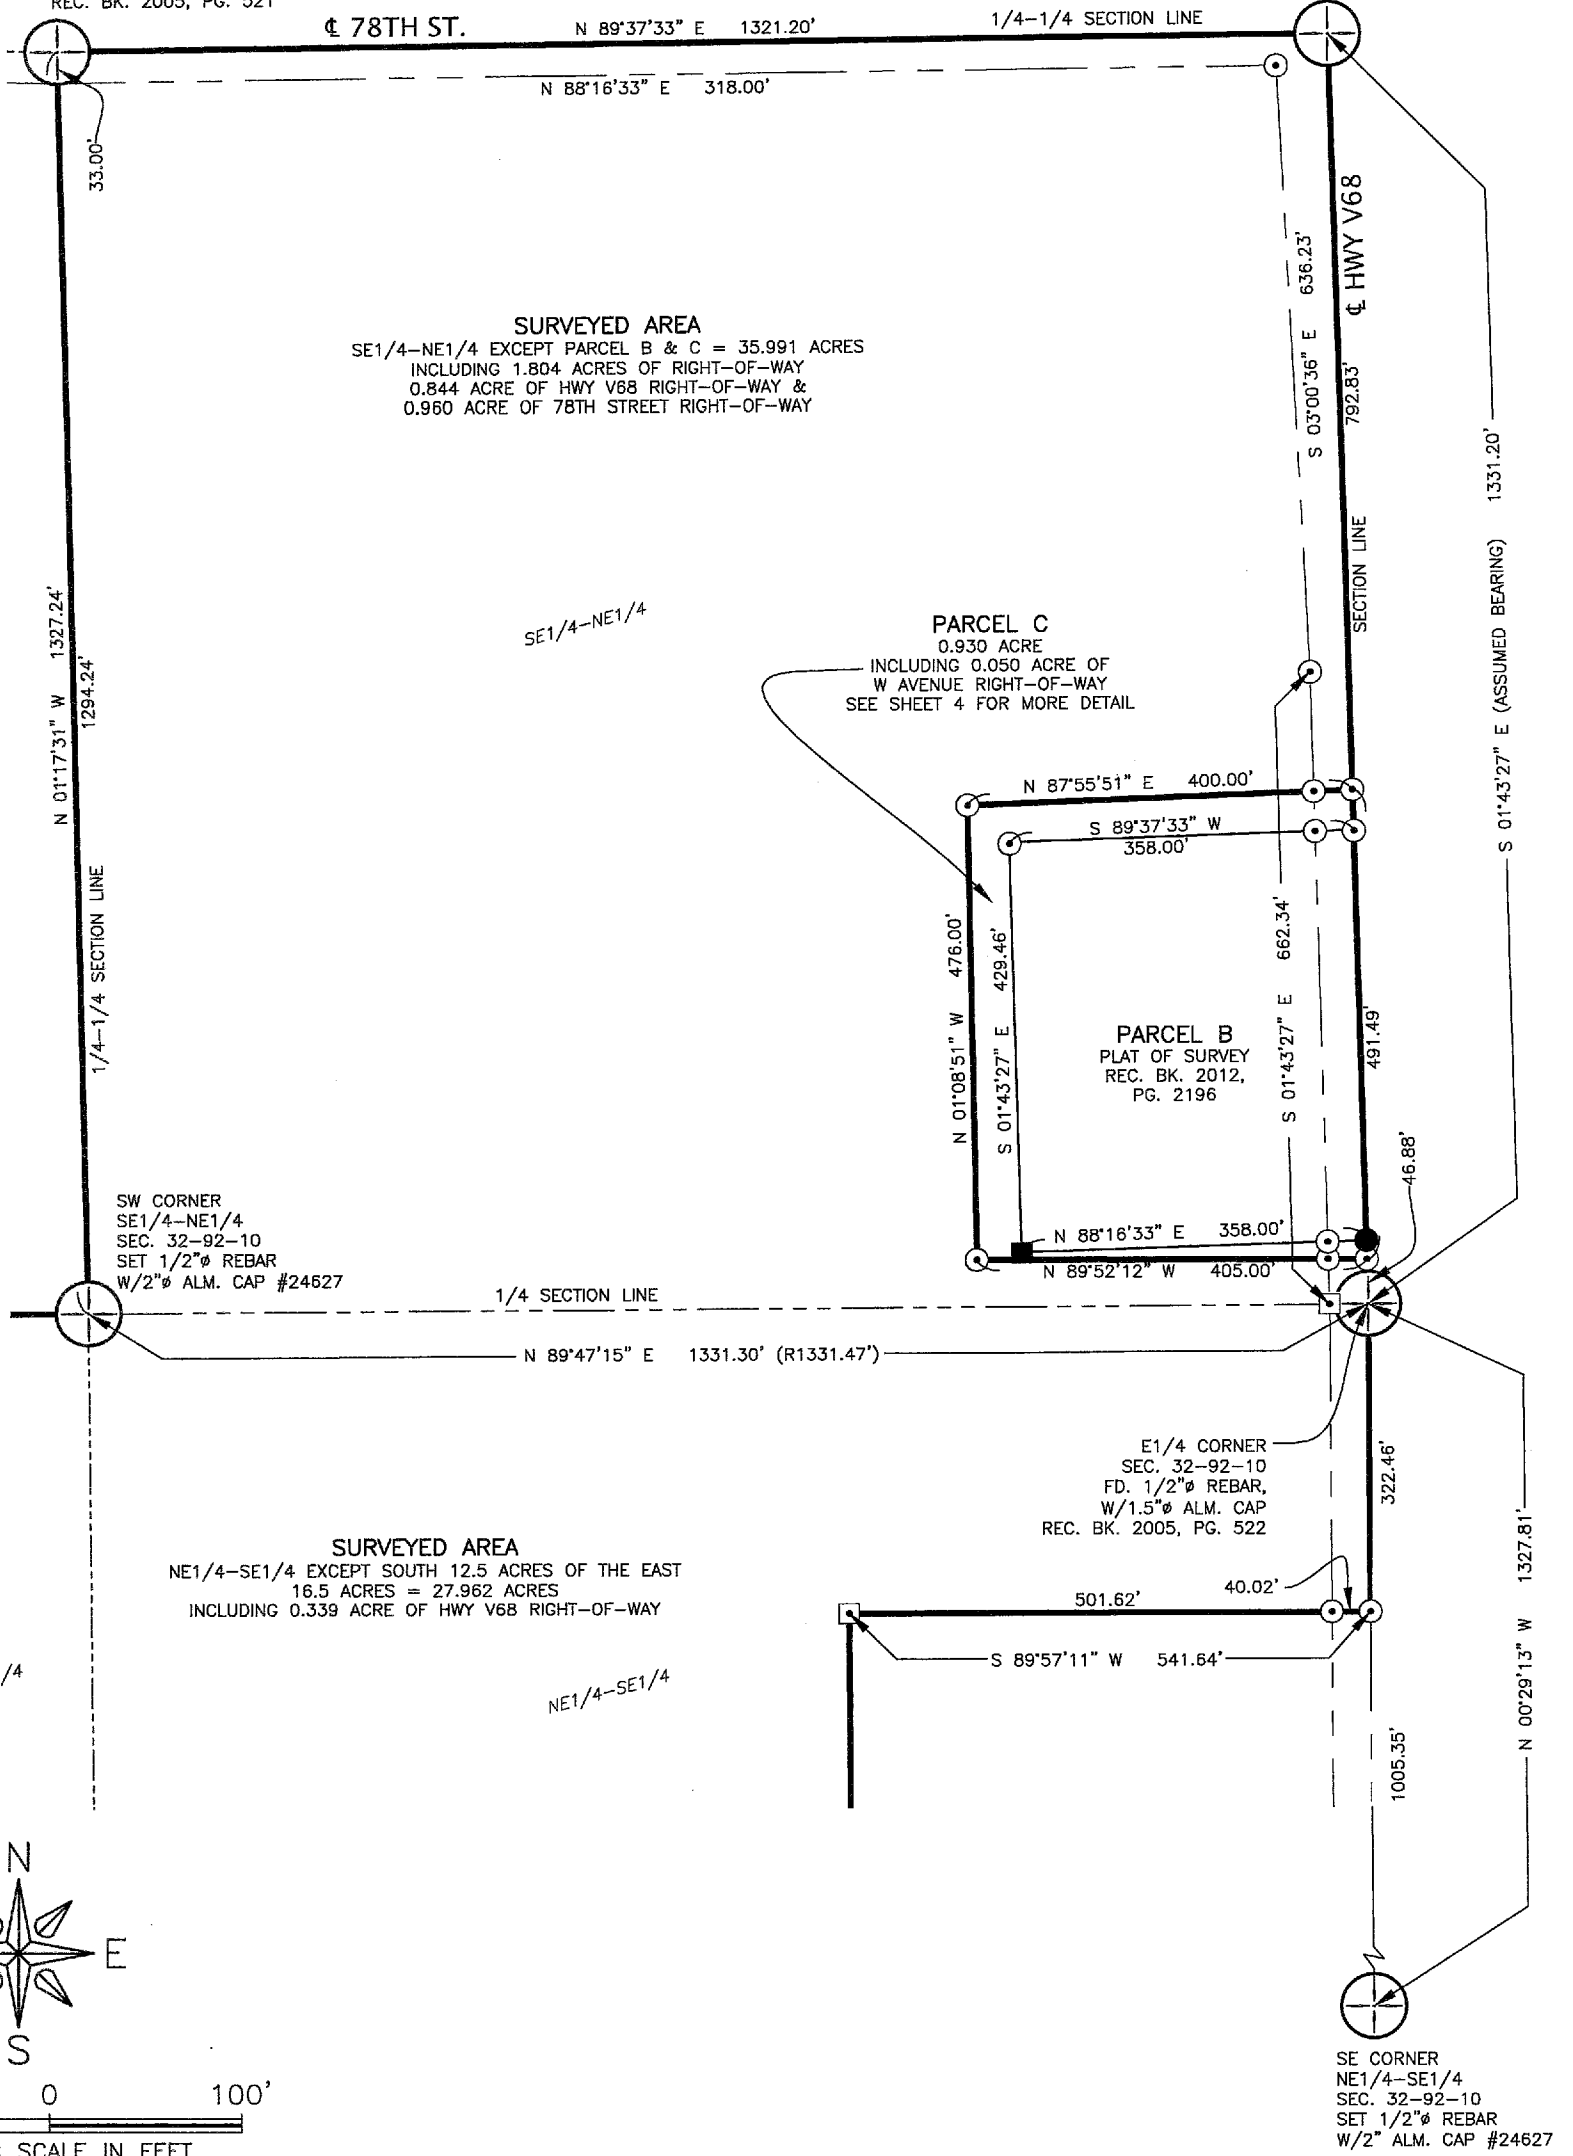 REC. BK. 2005, PG. 521
℄ 78TH ST.
N 89°37'33" E 1321.20'
1/4-1/4 SECTION LINE
N 88°16'33" E 318.00'
33.00'
℄ HWY V68
S 03°00'36" E 636.23'
792.83'
SECTION LINE
S 01°43'27" E (ASSUMED BEARING) 1331.20'
SURVEYED AREA
SE1/4-NE1/4 EXCEPT PARCEL B & C = 35.991 ACRES
INCLUDING 1.804 ACRES OF RIGHT-OF-WAY
0.844 ACRE OF HWY V68 RIGHT-OF-WAY &
0.960 ACRE OF 78TH STREET RIGHT-OF-WAY
SE1/4-NE1/4
N 01°17'31" W 1327.24'
1294.24'
1/4-1/4 SECTION LINE
PARCEL C
0.930 ACRE
INCLUDING 0.050 ACRE OF
W AVENUE RIGHT-OF-WAY
SEE SHEET 4 FOR MORE DETAIL
N 87°55'51" E 400.00'
S 89°37'33" W
358.00'
N 01°08'51" W 476.00'
S 01°43'27" E 429.46'
S 01°43'27" E 662.34'
491.49'
PARCEL B
PLAT OF SURVEY
REC. BK. 2012,
PG. 2196
46.88'
N 88°16'33" E 358.00'
N 89°52'12" W 405.00'
SW CORNER
SE1/4-NE1/4
SEC. 32-92-10
SET 1/2"ø REBAR
W/2"ø ALM. CAP #24627
1/4 SECTION LINE
N 89°47'15" E 1331.30' (R1331.47')
E1/4 CORNER
SEC. 32-92-10
FD. 1/2"ø REBAR,
W/1.5"ø ALM. CAP
REC. BK. 2005, PG. 522
322.46'
N 00°29'13" W 1327.81'
SURVEYED AREA
NE1/4-SE1/4 EXCEPT SOUTH 12.5 ACRES OF THE EAST
16.5 ACRES = 27.962 ACRES
INCLUDING 0.339 ACRE OF HWY V68 RIGHT-OF-WAY
40.02'
501.62'
S 89°57'11" W 541.64'
/4
NE1/4-SE1/4
1005.35'
N
E
S
0 100'
SCALE IN FEET
SE CORNER
NE1/4-SE1/4
SEC. 32-92-10
SET 1/2"ø REBAR
W/2" ALM. CAP #24627